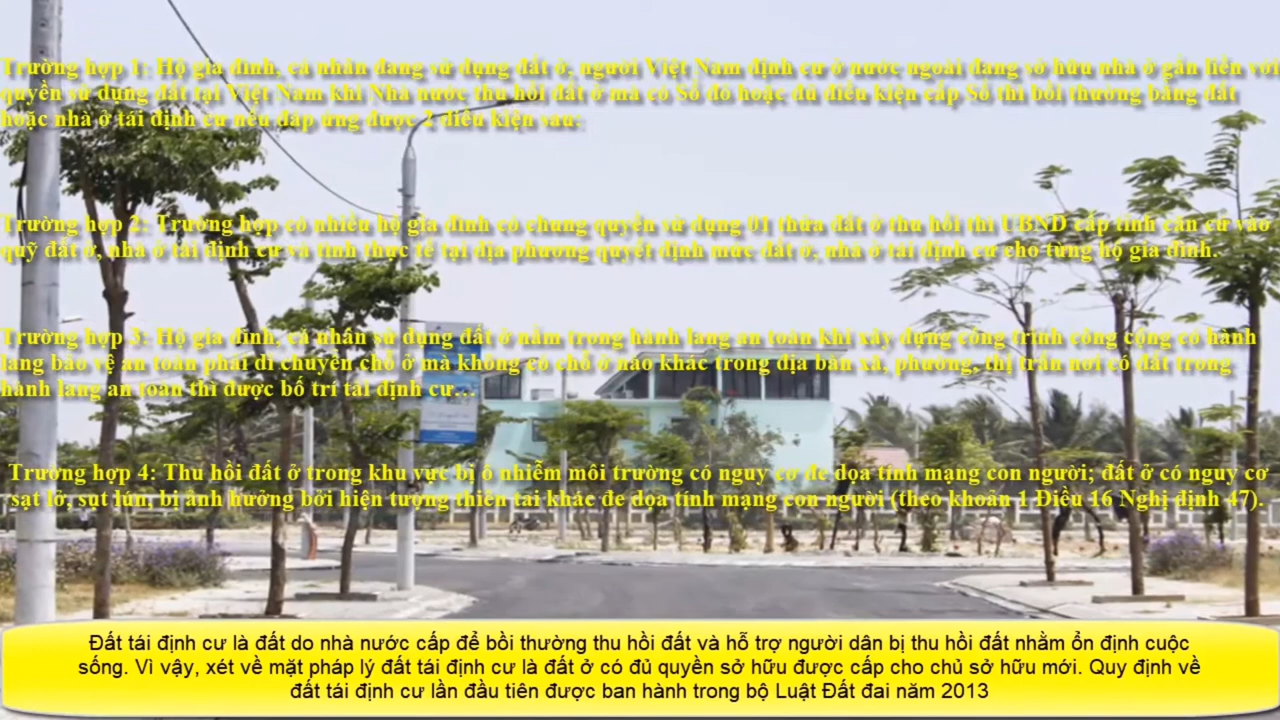 Trường hợp 1: Hộ gia đình, cá nhân đang sử dụng đất ở, người Việt Nam định cư ở nước ngoài đang sở hữu nhà ở gắn liền với
quyền sử dụng đất tại Việt Nam khi Nhà nước thu hồi đất ở mà có Sổ đỏ hoặc đủ điều kiện cấp Sổ thì bồi thường bằng đất
hoặc nhà ở tái định cư nếu đáp ứng được 2 điều kiện sau:
Trường hợp 2: Trường hợp có nhiều hộ gia đình có chung quyền sử dụng 01 thửa đất ở thu hồi thì UBND cấp tỉnh căn cứ vào
quỹ đất ở, nhà ở tái định cư và tình thực tế tại địa phương quyết định mức đất ở, nhà ở tái định cư cho từng hộ gia đình.
Trường hợp 3: Hộ gia đình, cá nhân sử dụng đất ở nằm trong hành lang an toàn khi xây dựng công trình công cộng có hành
lang bảo vệ an toàn phải di chuyển chỗ ở mà không có chỗ ở nào khác trong địa bàn xã, phường, thị trấn nơi có đất trong
hành lang an toàn thì được bố trí tái định cư…
Trường hợp 4: Thu hồi đất ở trong khu vực bị ô nhiễm môi trường có nguy cơ đe dọa tính mạng con người; đất ở có nguy cơ
sạt lở, sụt lún, bị ảnh hưởng bởi hiện tượng thiên tai khác đe dọa tính mạng con người (theo khoản 1 Điều 16 Nghị định 47).
Đất tái định cư là đất do nhà nước cấp để bồi thường thu hồi đất và hỗ trợ người dân bị thu hồi đất nhằm ổn định cuộc
sống. Vì vậy, xét về mặt pháp lý đất tái định cư là đất ở có đủ quyền sở hữu được cấp cho chủ sở hữu mới. Quy định về
đất tái định cư lần đầu tiên được ban hành trong bộ Luật Đất đai năm 2013